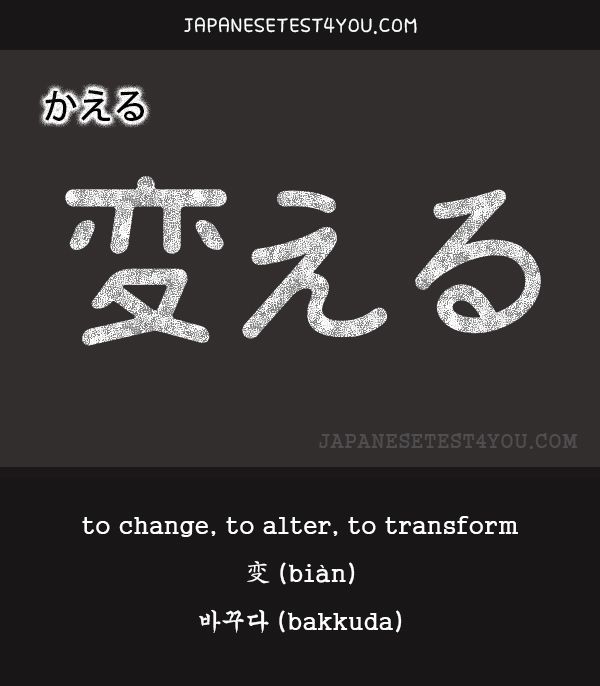 JAPANESETEST4YOU.COM
かえる
変える
JAPANESETEST4YOU.COM
to change, to alter, to transform
变 (biàn)
바꾸다 (bakkuda)